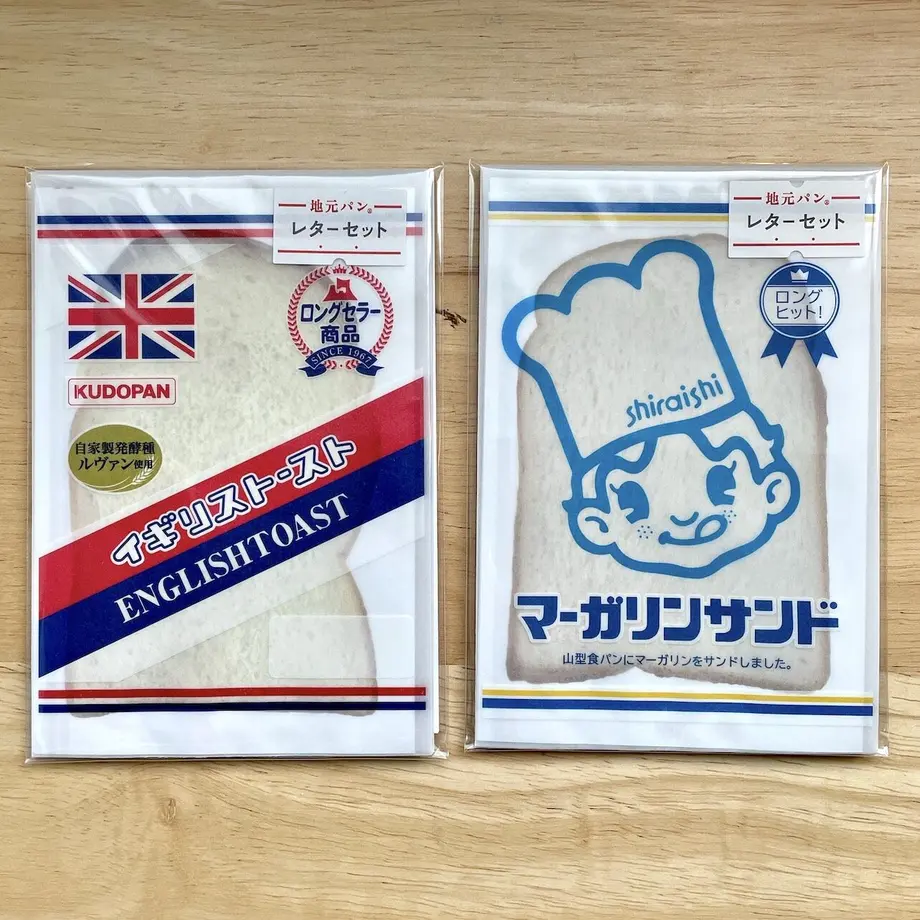 地元パン®
レターセット
ロングセラー
商品
SINCE 1967
KUDOPAN
自家製発酵種
ルヴァン使用
イギリストースト
ENGLISHTOAST
地元パン®
レターセット
ロング
ヒット!
shiraishi
マーガリンサンド
山型食パンにマーガリンをサンドしました。